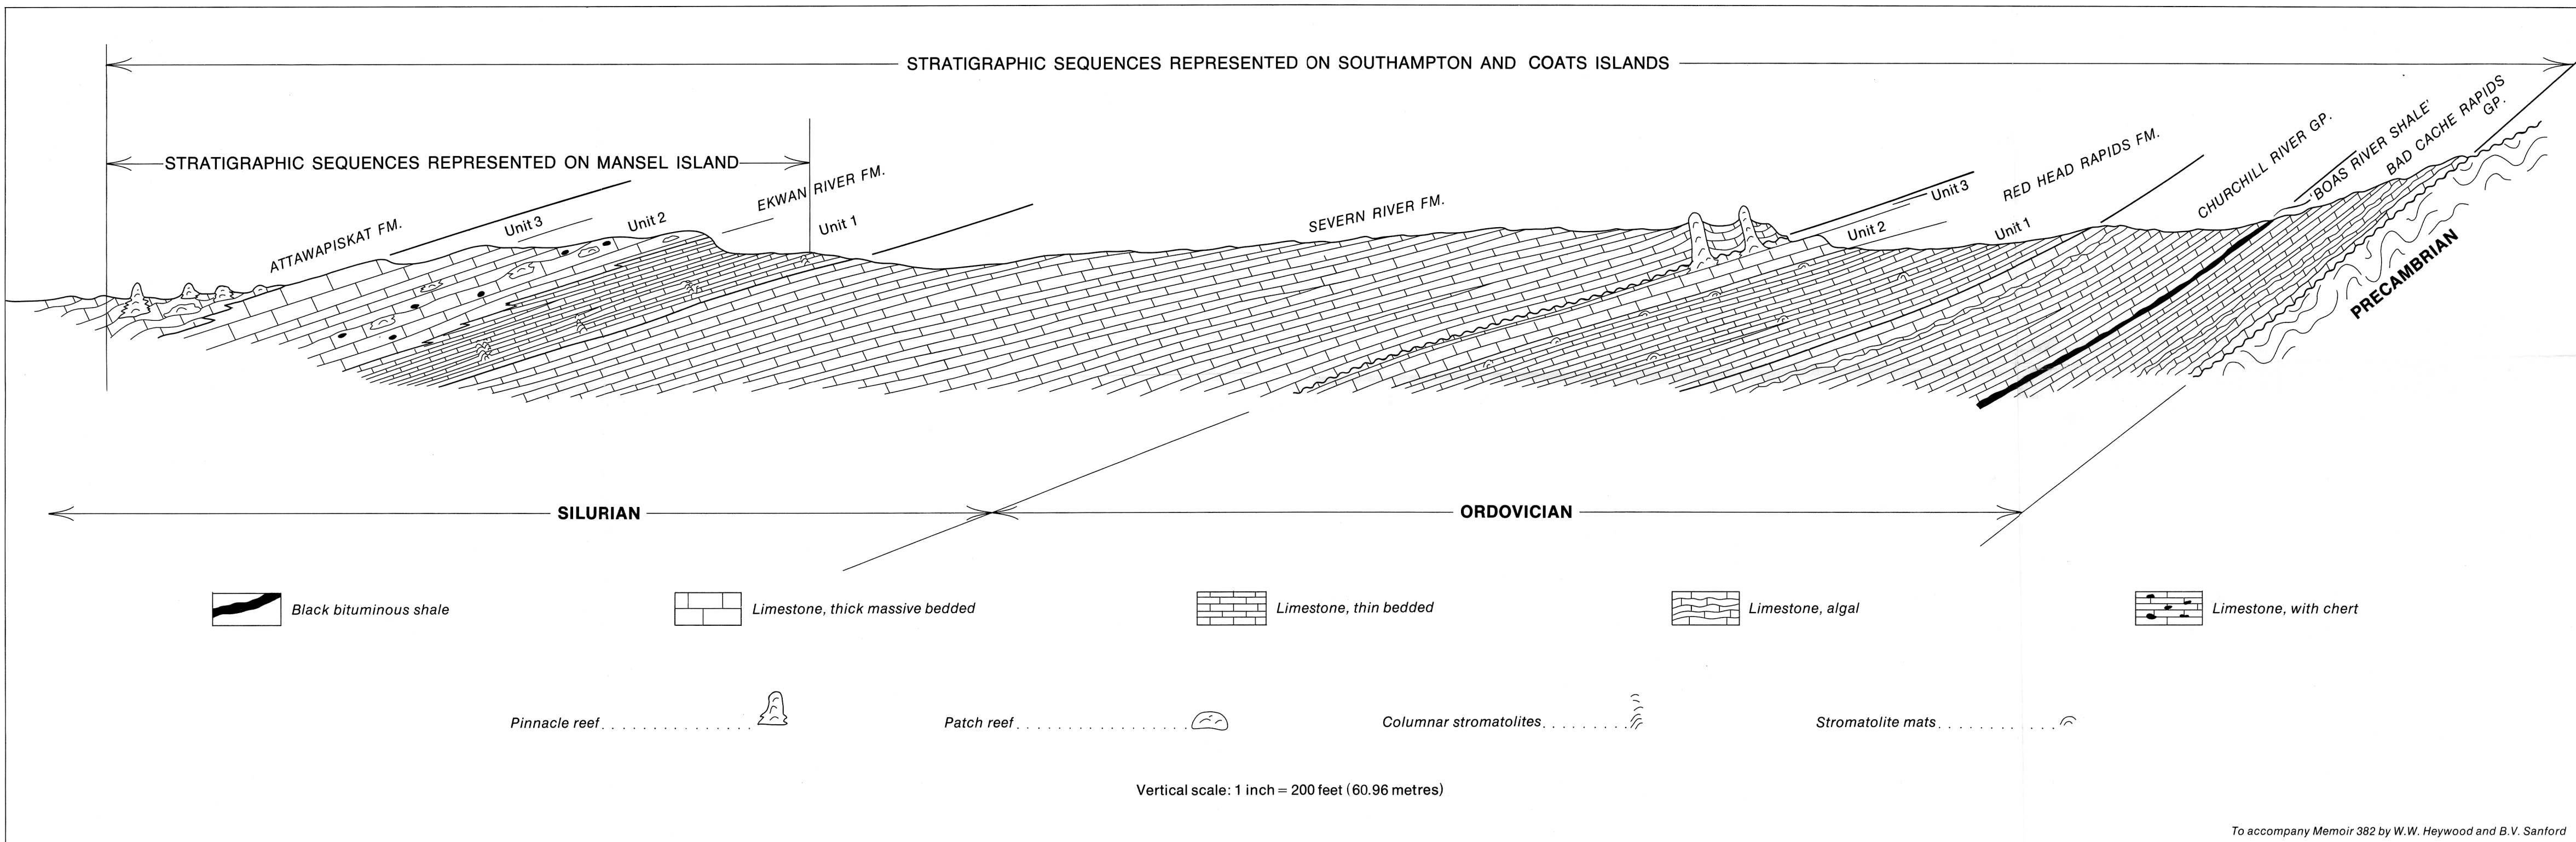 STRATIGRAPHIC SEQUENCES REPRESENTED ON SOUTHAMPTON AND COATS ISLANDS
STRATIGRAPHIC SEQUENCES REPRESENTED ON MANSEL ISLAND
ATTAWAPISKAT FM.
Unit 3
Unit 2
EKWAN RIVER FM.
Unit 1
SEVERN RIVER FM.
Unit 3
Unit 2
RED HEAD RAPIDS FM.
Unit 1
CHURCHILL RIVER GP.
'BOAS RIVER SHALE'
BAD CACHE RAPIDS
GP.
PRECAMBRIAN
SILURIAN
ORDOVICIAN
Black bituminous shale
Limestone, thick massive bedded
Limestone, thin bedded
Limestone, algal
Limestone, with chert
Pinnacle reef
Patch reef
Columnar stromatolites
Stromatolite mats
Vertical scale: 1 inch = 200 feet (60.96 metres)
To accompany Memoir 382 by W.W. Heywood and B.V. Sanford